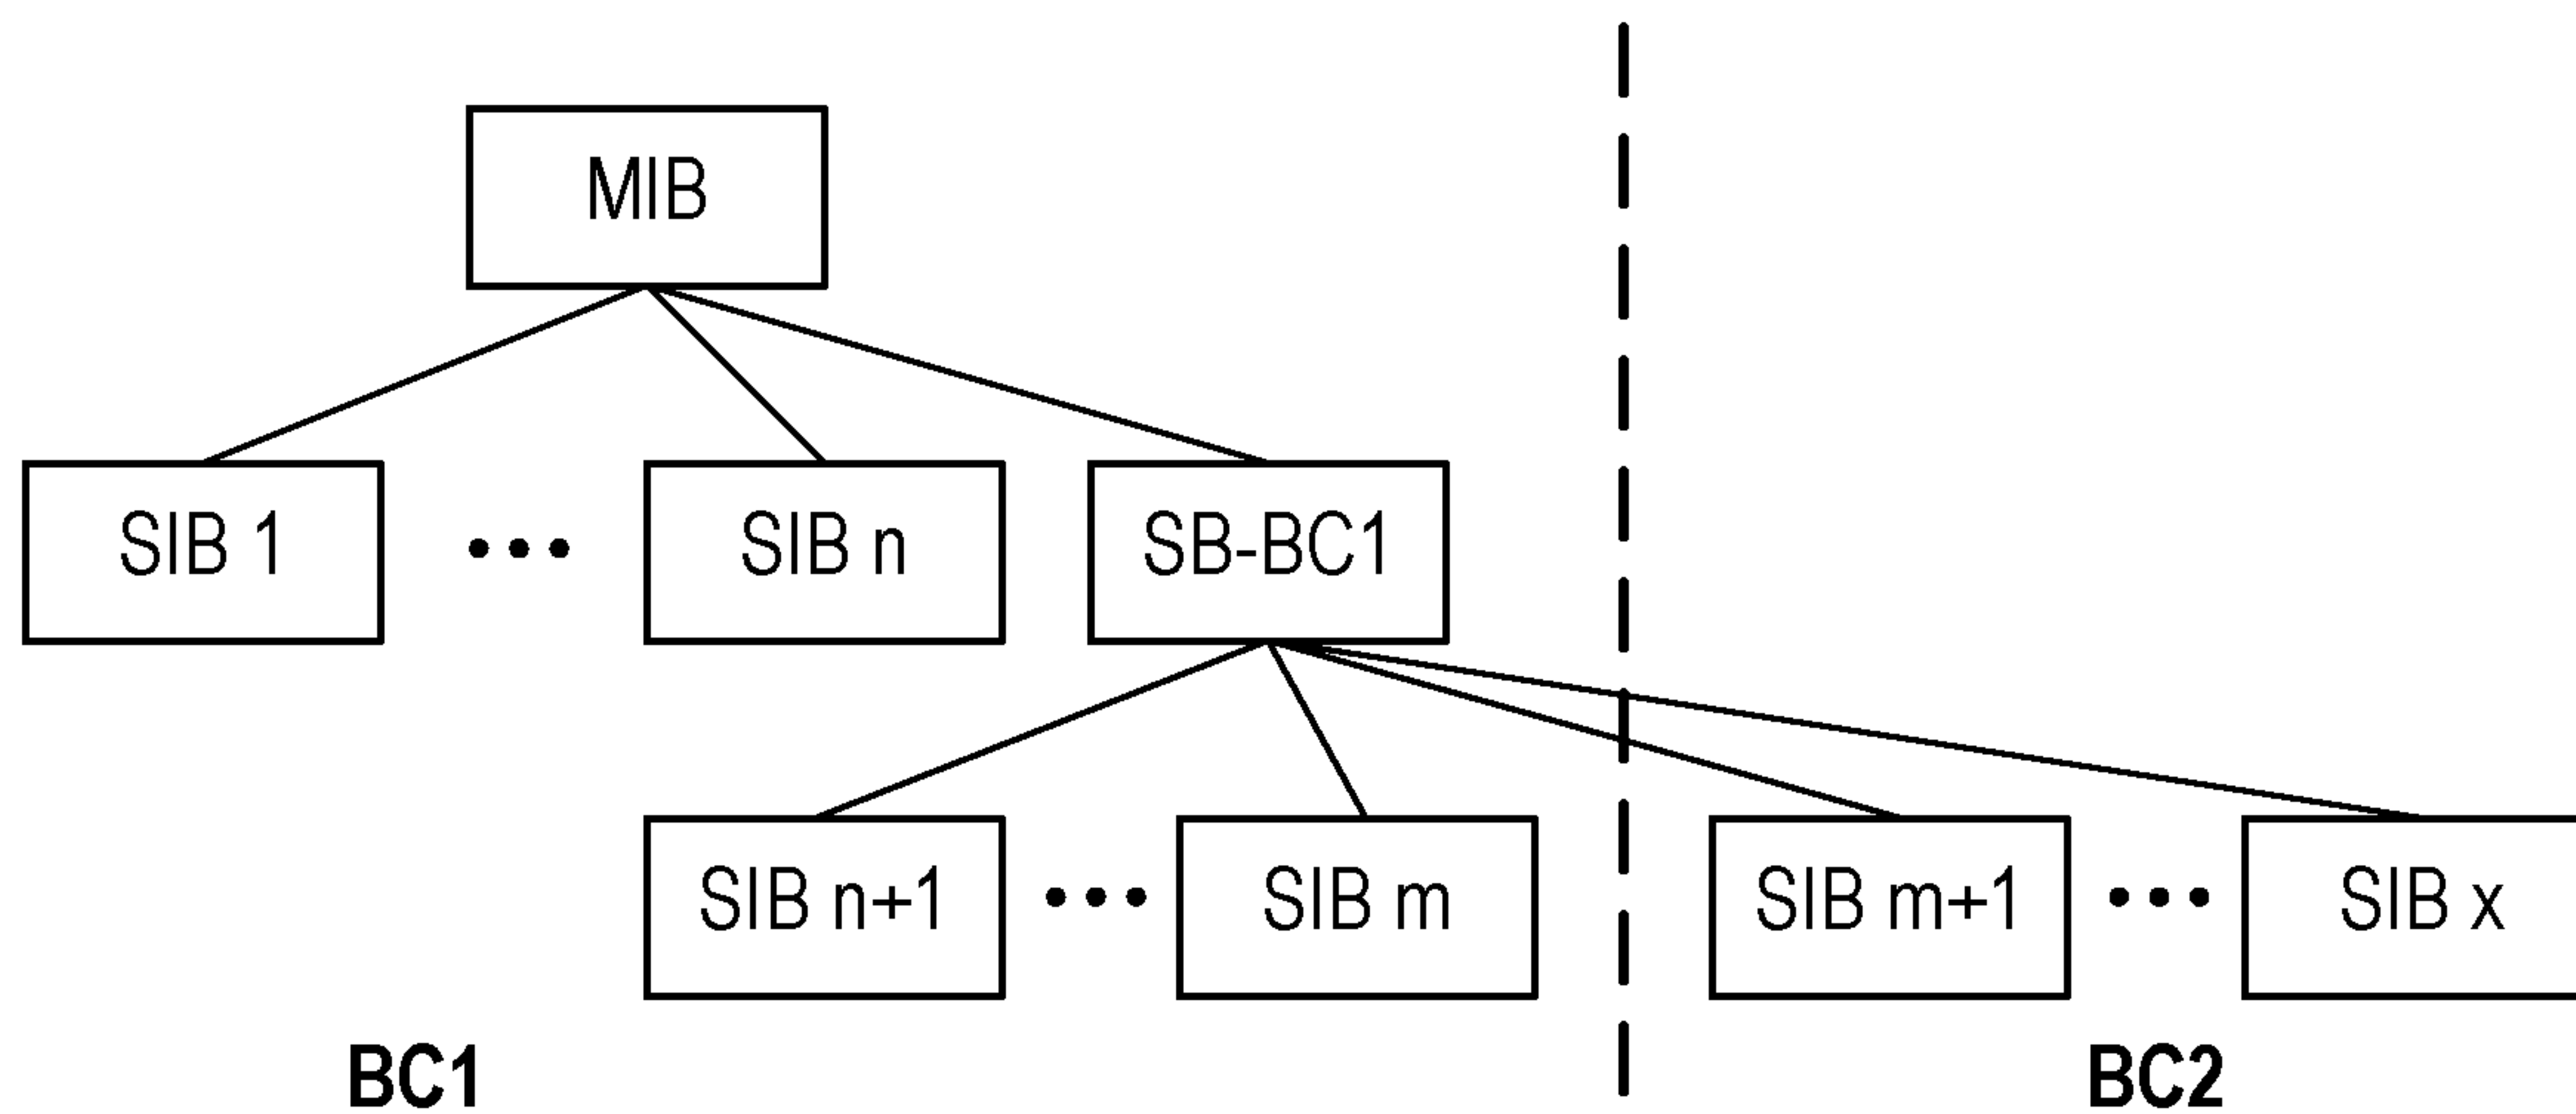 MIB
SIB 1
•••
SIB n
SB-BC1
SIB n+1
•••
SIB m
SIB m+1
•••
SIB x
BC1
BC2